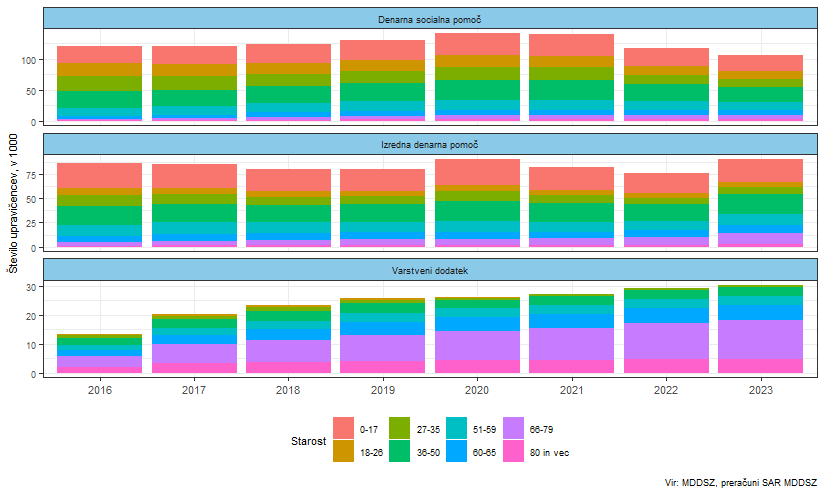 Denarna socialna pomoč
100
50
0
Izredna denarna pomoč
75
50
25
0
Število upravičencev, v 1000
Varstveni dodatek
30
20
10
0
2016 2017 2018 2019 2020 2021 2022 2023
Starost
0-17 27-35 51-59 66-79
18-26 36-50 60-65 80 in vec
Vir: MDDSZ, preračuni SAR MDDSZ